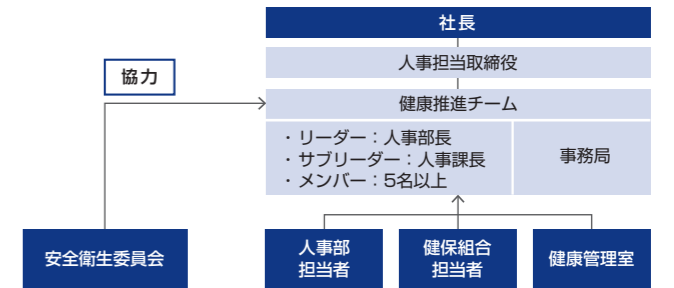 社長
人事担当取締役
協力
健康推進チーム
・リーダー：人事部長
・サブリーダー：人事課長
・メンバー：5名以上
事務局
安全衛生委員会
人事部
担当者
健保組合
担当者
健康管理室